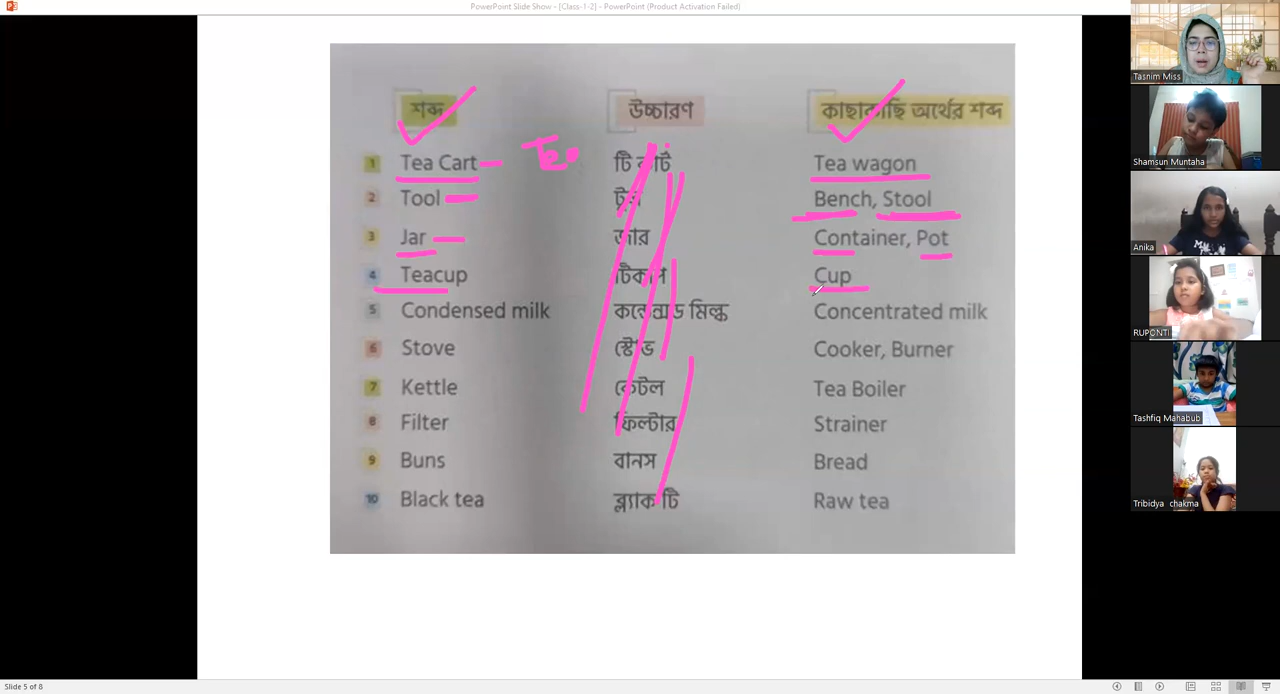 PowerPoint Slide Show - [Class-1-2] - PowerPoint (Product Activation Failed)
শব্দ উচ্চারণ কাছাকাছি অর্থের শব্দ
1 Tea Cart টি কার্ট Tea wagon
2 Tool টুল Bench, Stool
3 Jar জার Container, Pot
4 Teacup টিকাপ Cup
5 Condensed milk কন্ডেন্সড মিল্ক Concentrated milk
6 Stove স্টোভ Cooker, Burner
7 Kettle কেটল Tea Boiler
8 Filter ফিল্টার Strainer
9 Buns বানস Bread
10 Black tea ব্ল্যাক টি Raw tea
Tasnim Miss
Shamsun Muntaha
Anika
RUPONTI
Tashfiq Mahabub
Tribidya chakma
Slide 5 of 8